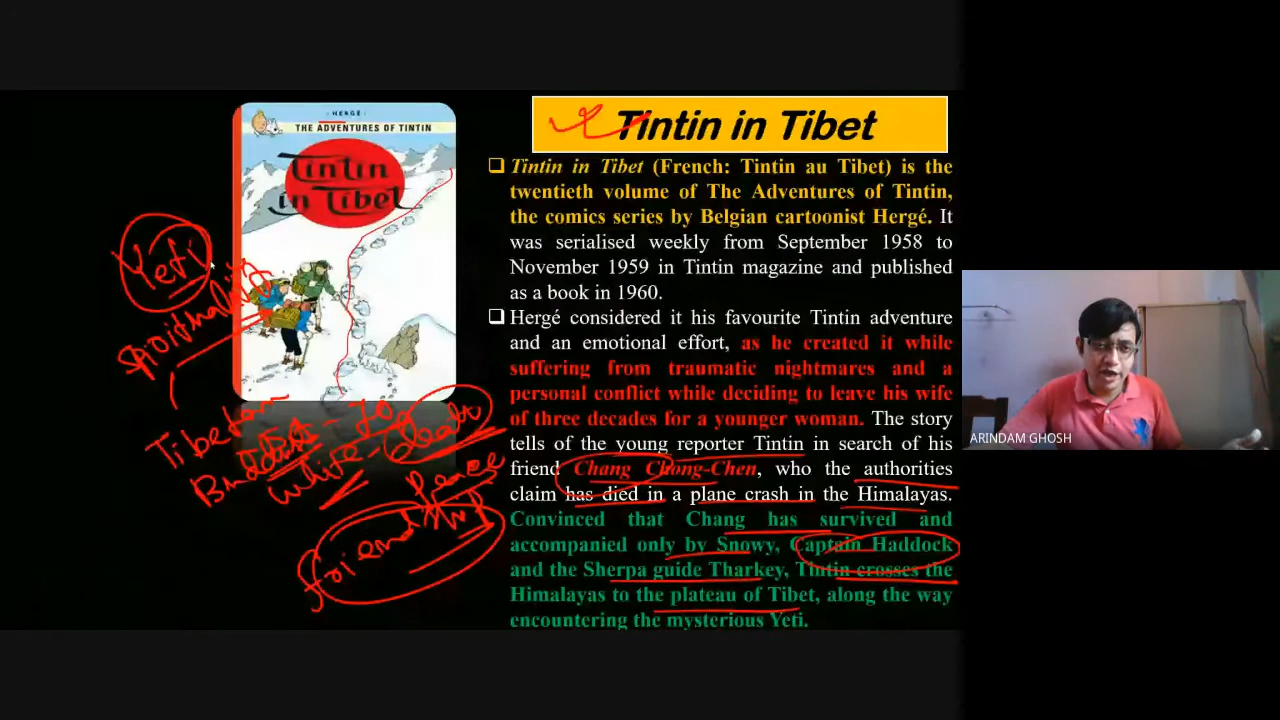 HERGÉ
THE ADVENTURES OF TINTIN
Tintin
in Tibet
Yeti
Spirituality
Tibetan
Buddhist - Yoga
white - death
Peace
friendship
Tintin in Tibet
❑ Tintin in Tibet (French: Tintin au Tibet) is the
twentieth volume of The Adventures of Tintin,
the comics series by Belgian cartoonist Hergé. It
was serialised weekly from September 1958 to
November 1959 in Tintin magazine and published
as a book in 1960.
❑ Hergé considered it his favourite Tintin adventure
and an emotional effort, as he created it while
suffering from traumatic nightmares and a
personal conflict while deciding to leave his wife
of three decades for a younger woman. The story
tells of the young reporter Tintin in search of his
friend Chang Chong-Chen, who the authorities
claim has died in a plane crash in the Himalayas.
Convinced that Chang has survived and
accompanied only by Snowy, Captain Haddock
and the Sherpa guide Tharkey, Tintin crosses the
Himalayas to the plateau of Tibet, along the way
encountering the mysterious Yeti.
ARINDAM GHOSH